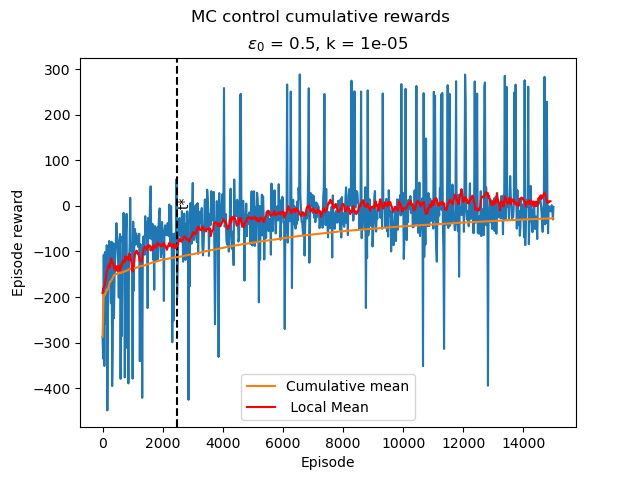 MC control cumulative rewards
ε₀ = 0.5, k = 1e-05
Episode reward
300
200
100
0
−100
−200
−300
−400
t*
Cumulative mean
Local Mean
0
2000
4000
6000
8000
10000
12000
14000
Episode